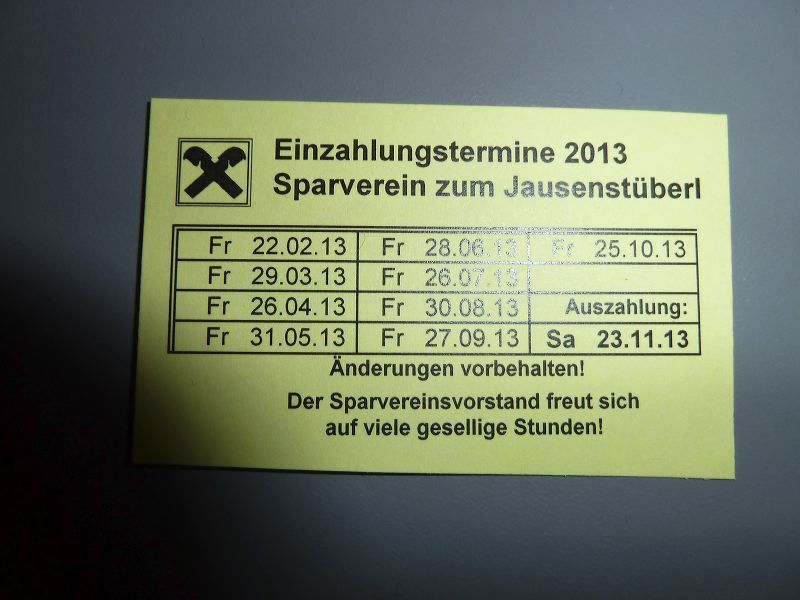 Einzahlungstermine 2013
Sparverein zum Jausenstüberl
Fr 22.02.13 Fr 28.06.13 Fr 25.10.13
Fr 29.03.13 Fr 26.07.13
Fr 26.04.13 Fr 30.08.13 Auszahlung:
Fr 31.05.13 Fr 27.09.13 Sa 23.11.13
Änderungen vorbehalten!
Der Sparvereinsvorstand freut sich
auf viele gesellige Stunden!